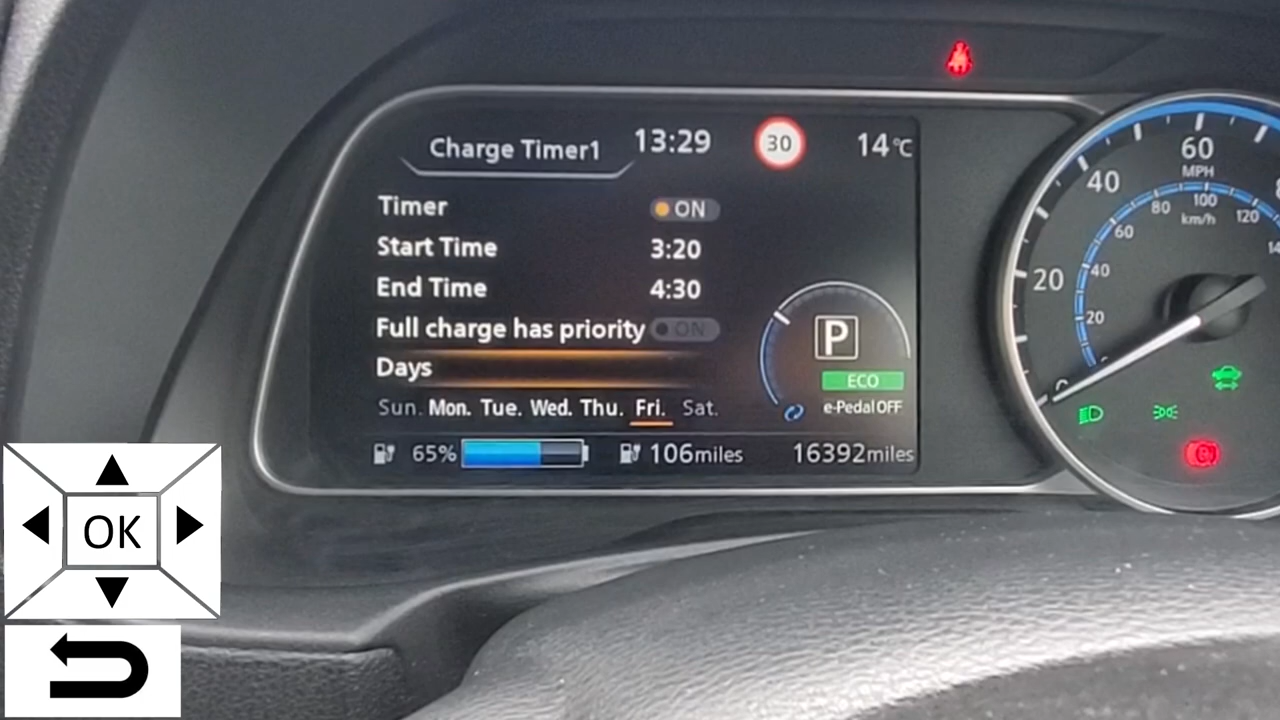 Charge Timer1 13:29 30 14°C
Timer ON
Start Time 3:20
End Time 4:30
Full charge has priority ON
Days
Sun. Mon. Tue. Wed. Thu. Fri. Sat.
P
ECO
e-Pedal OFF
65% 106miles 16392miles
60
MPH
40
20
100
80
km/h
120
60
40
20
OK